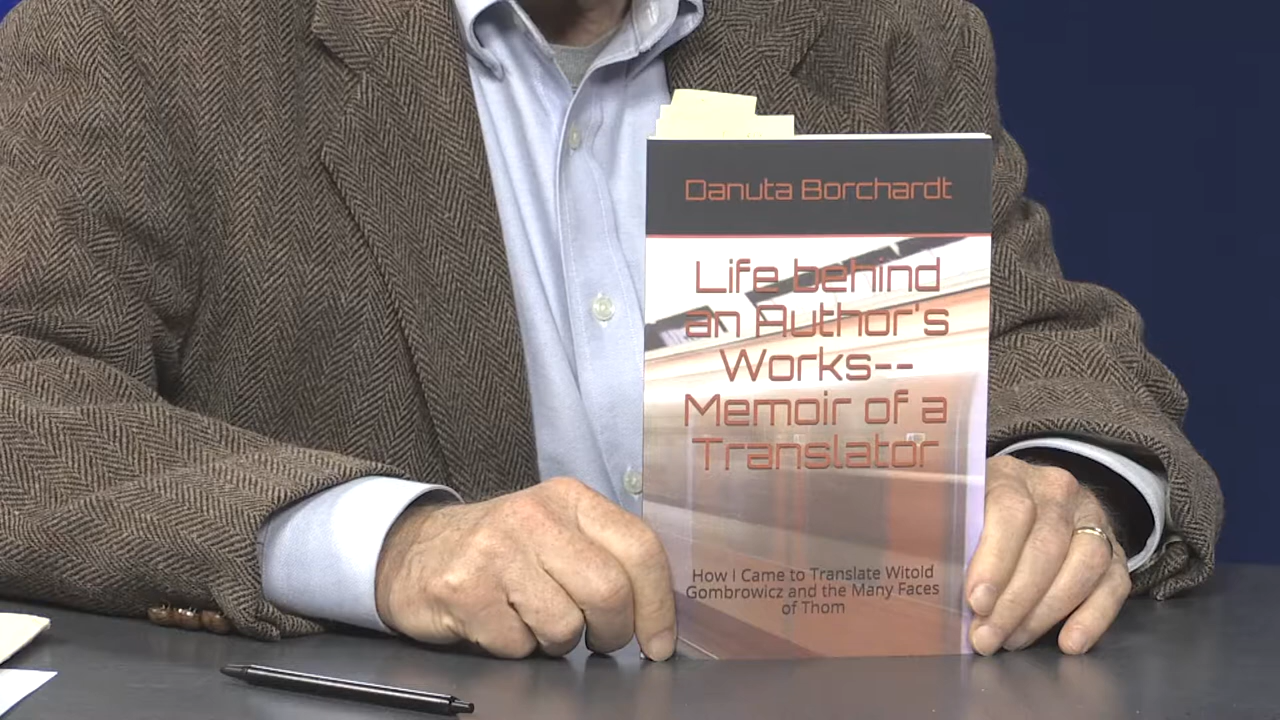 Danuta Borchardt
Life behind
an Author's
Works--
Memoir of a
Translator
How I Came to Translate Witold
Gombrowicz and the Many Faces
of Thom